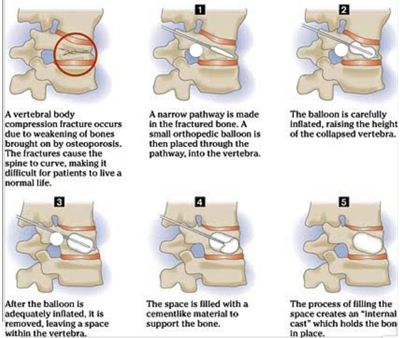 A vertebral body
compression fracture occurs
due to weakening of bones
brought on by osteoporosis.
The fractures cause the
spine to curve, making it
difficult for patients to live a
normal life.
1
A narrow pathway is made
in the fractured bone. A
small orthopedic balloon is
then placed through the
pathway, into the vertebra.
2
The balloon is carefully
inflated, raising the height
of the collapsed vertebra.
3
After the balloon is
adequately inflated, it is
removed, leaving a space
within the vertebra.
4
The space is filled with a
cementlike material to
support the bone.
5
The process of filling the
space creates an "internal
cast" which holds the bon
in place.